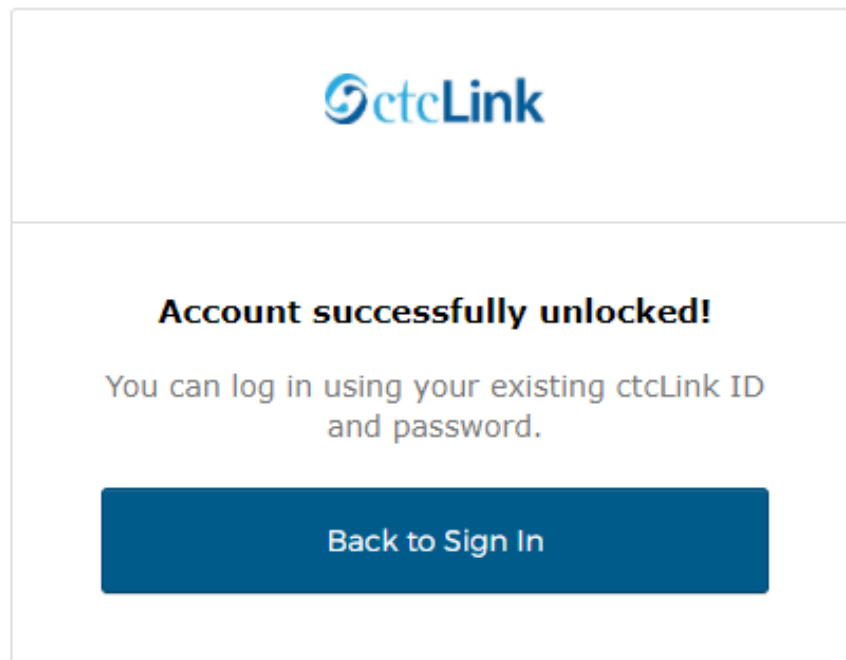 ctcLink
Account successfully unlocked!
You can log in using your existing ctcLink ID
and password.
Back to Sign In